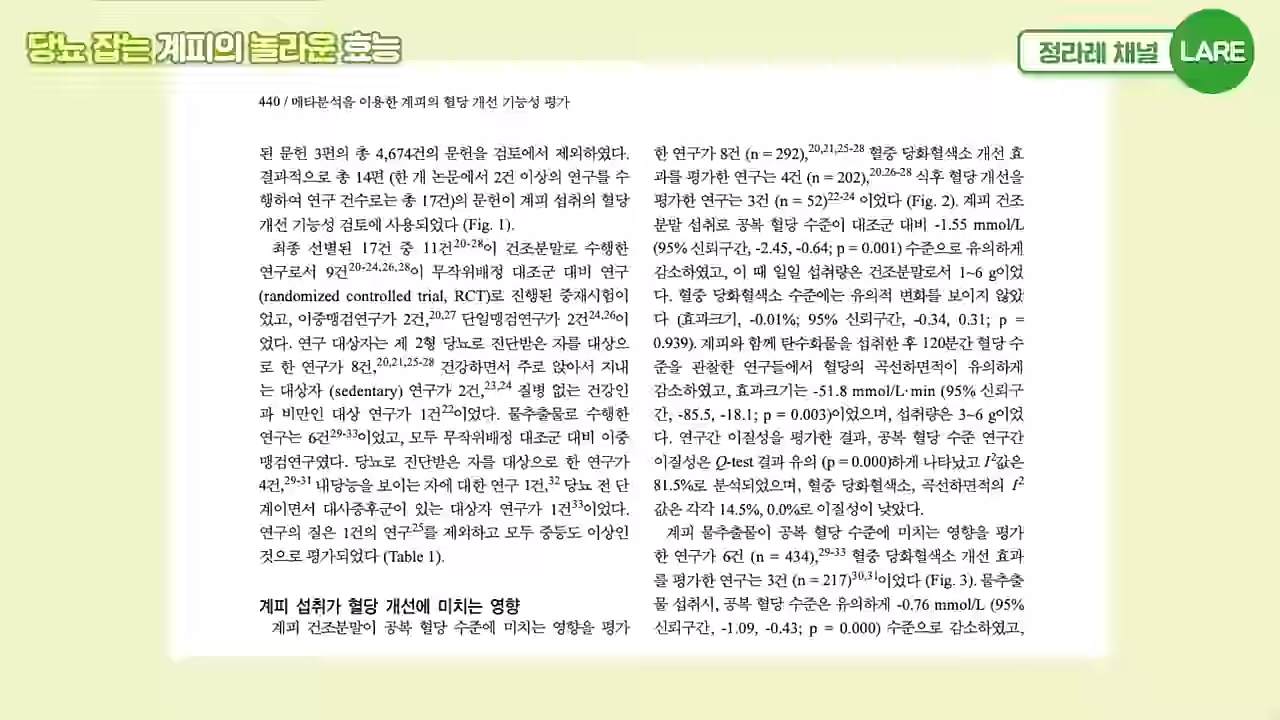 당뇨 잡는 계피의 놀라운 효능
정라레 채널
LARE
440 / 메타분석을 이용한 계피의 혈당 개선 기능성 평가
된 문헌 3편의 총 4,674건의 문헌을 검토에서 제외하였다.
결과적으로 총 14편 (한 개 논문에서 2건 이상의 연구를 수
행하여 연구 건수로는 총 17건)의 문헌이 계피 섭취의 혈당
개선 기능성 검토에 사용되었다 (Fig. 1).
최종 선별된 17건 중 11건20-28이 건조분말로 수행한
연구로서 9건20-24,26,28이 무작위배정 대조군 대비 연구
(randomized controlled trial, RCT)로 진행된 중재시험이
었고, 이중맹검연구가 2건,20,27 단일맹검연구가 2건24,26이
었다. 연구 대상자는 제 2형 당뇨로 진단받은 자를 대상으
로 한 연구가 8건,20,21,25-28 건강하면서 주로 앉아서 지내
는 대상자 (sedentary) 연구가 2건,23,24 질병 없는 건강인
과 비만인 대상 연구가 1건22이었다. 물추출물로 수행한
연구는 6건29-33이었고, 모두 무작위배정 대조군 대비 이중
맹검연구였다. 당뇨로 진단받은 자를 대상으로 한 연구가
4건,29-31 내당능을 보이는 자에 대한 연구 1건,32 당뇨 전 단
계이면서 대사증후군이 있는 대상자 연구가 1건33이었다.
연구의 질은 1건의 연구25를 제외하고 모두 중등도 이상인
것으로 평가되었다 (Table 1).
계피 섭취가 혈당 개선에 미치는 영향
계피 건조분말이 공복 혈당 수준에 미치는 영향을 평가
한 연구가 8건 (n = 292),20,21,25-28 혈중 당화혈색소 개선 효
과를 평가한 연구는 4건 (n = 202),20.26-28 식후 혈당 개선을
평가한 연구는 3건 (n = 52)22-24 이었다 (Fig. 2). 계피 건조
분말 섭취로 공복 혈당 수준이 대조군 대비 -1.55 mmol/L
(95% 신뢰구간, -2.45, -0.64; p = 0.001) 수준으로 유의하게
감소하였고, 이 때 일일 섭취량은 건조분말로서 1~6 g이었
다. 혈중 당화혈색소 수준에는 유의적 변화를 보이지 않았
다 (효과크기, -0.01%; 95% 신뢰구간, -0.34, 0.31; p =
0.939). 계피와 함께 탄수화물을 섭취한 후 120분간 혈당 수
준을 관찰한 연구들에서 혈당의 곡선하면적이 유의하게
감소하였고, 효과크기는 -51.8 mmol/L·min (95% 신뢰구
간, -85.5, -18.1; p = 0.003)이었으며, 섭취량은 3~6 g이었
다. 연구간 이질성을 평가한 결과, 공복 혈당 수준 연구간
이질성은 Q-test 결과 유의 (p = 0.000)하게 나타났고 I²값은
81.5%로 분석되었으며, 혈중 당화혈색소, 곡선하면적의 I²
값은 각각 14.5%, 0.0%로 이질성이 낮았다.
계피 물추출물이 공복 혈당 수준에 미치는 영향을 평가
한 연구가 6건 (n = 434),29-33 혈중 당화혈색소 개선 효과
를 평가한 연구는 3건 (n = 217)30,31이었다 (Fig. 3). 물추출
물 섭취시, 공복 혈당 수준은 유의하게 -0.76 mmol/L (95%
신뢰구간, -1.09, -0.43; p = 0.000) 수준으로 감소하였고,